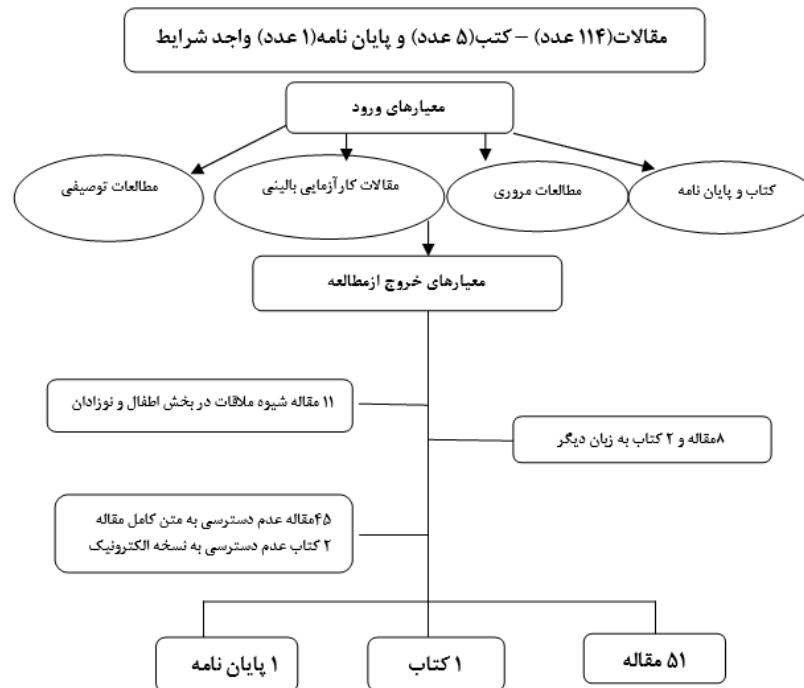 مقالات(۱۱۴ عدد) – کتب(۵ عدد) و پایان نامه(۱ عدد) واجد شرایط
معیارهای ورود
کتاب و پایان نامه
مطالعات مروری
مقالات کارآزمایی بالینی
مطالعات توصیفی
معیارهای خروج ازمطالعه
۱۱ مقاله شیوه ملاقات در بخش اطفال و نوزادان
۸مقاله و ۲ کتاب به زبان دیگر
۴۵مقاله عدم دسترسی به متن کامل مقاله
۲ کتاب عدم دسترسی به نسخه الکترونیک
۵۱ مقاله
۱ کتاب
۱ پایان نامه